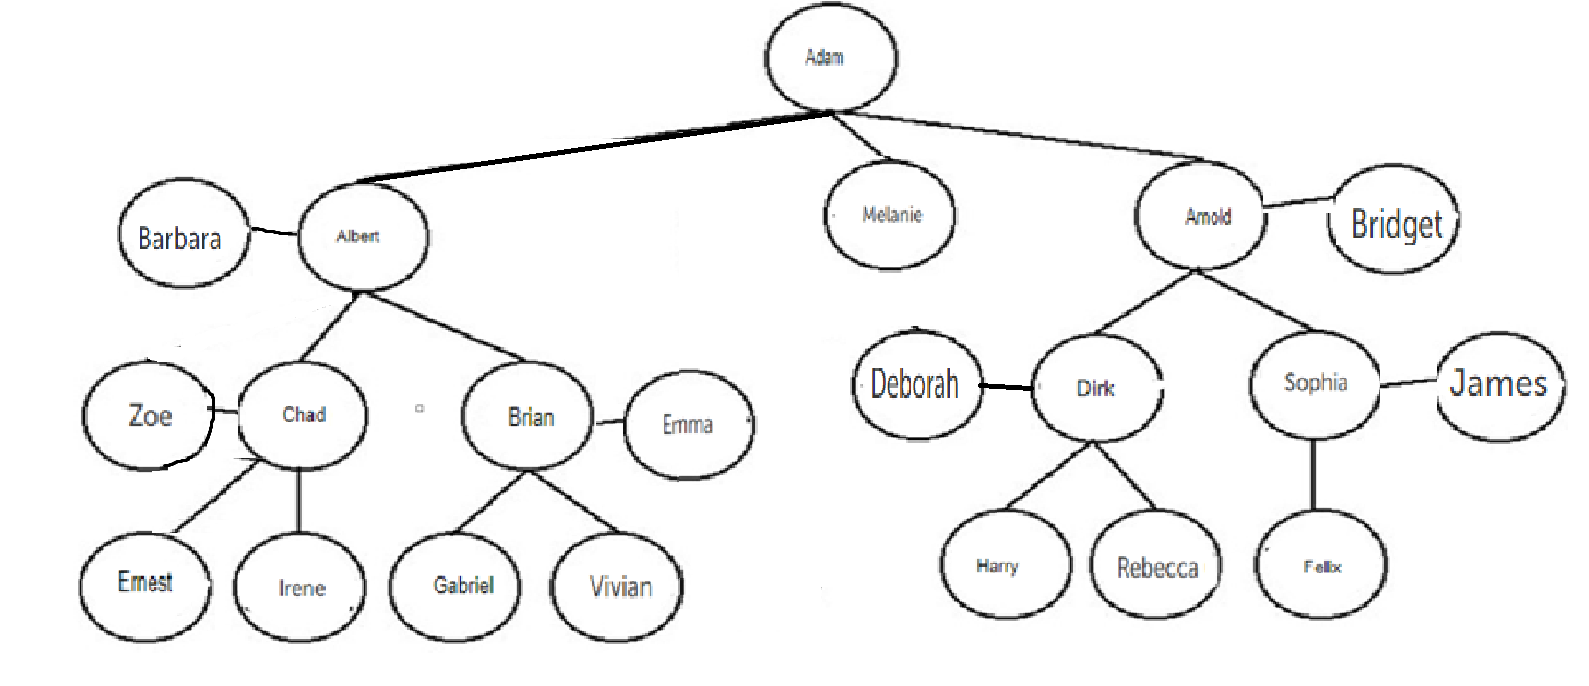 Adam
Barbara
Albert
Melanie
Arnold
Bridget
Zoe
Chad
Brian
Emma
Deborah
Dirk
Sophia
James
Ernest
Irene
Gabriel
Vivian
Harry
Rebecca
Felix